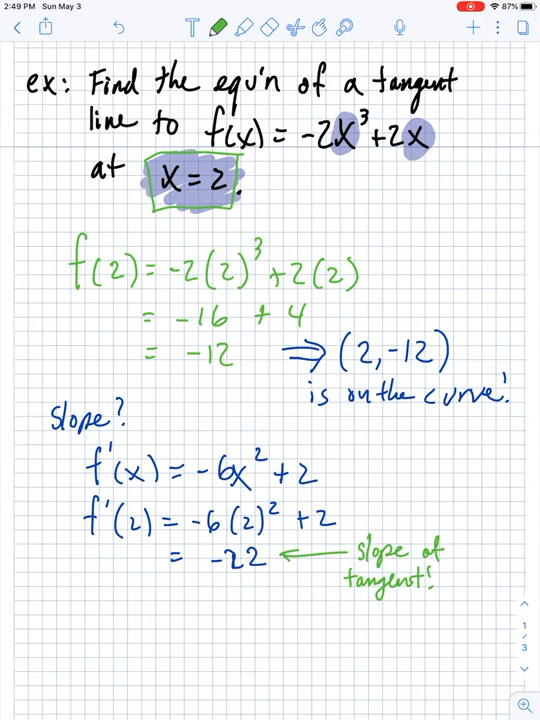 2:49 PM Sun May 3 87%
ex: Find the equ'n of a tangent
line to f(x) = -2x³+2x
at x = 2.
f(2) = -2(2)³+2(2)
= -16 + 4
= -12 ⇒ (2,-12)
is on the curve!
Slope?
f'(x) = -6x²+2
f'(2) = -6(2)² +2
= -22 ← slope of
tangent!
1
/
3